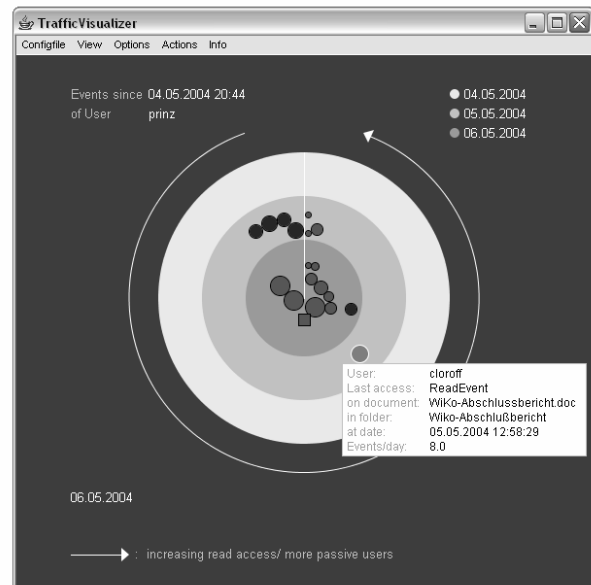 TrafficVisualizer
Configfile View Options Actions Info
Events since 04.05.2004 20:44
of User prinz
04.05.2004
05.05.2004
06.05.2004
User: cloroff
Last access: ReadEvent
on document: WiKo-Abschlussbericht.doc
in folder: Wiko-Abschlußbericht
at date: 05.05.2004 12:58:29
Events/day: 8.0
06.05.2004
: increasing read access/ more passive users